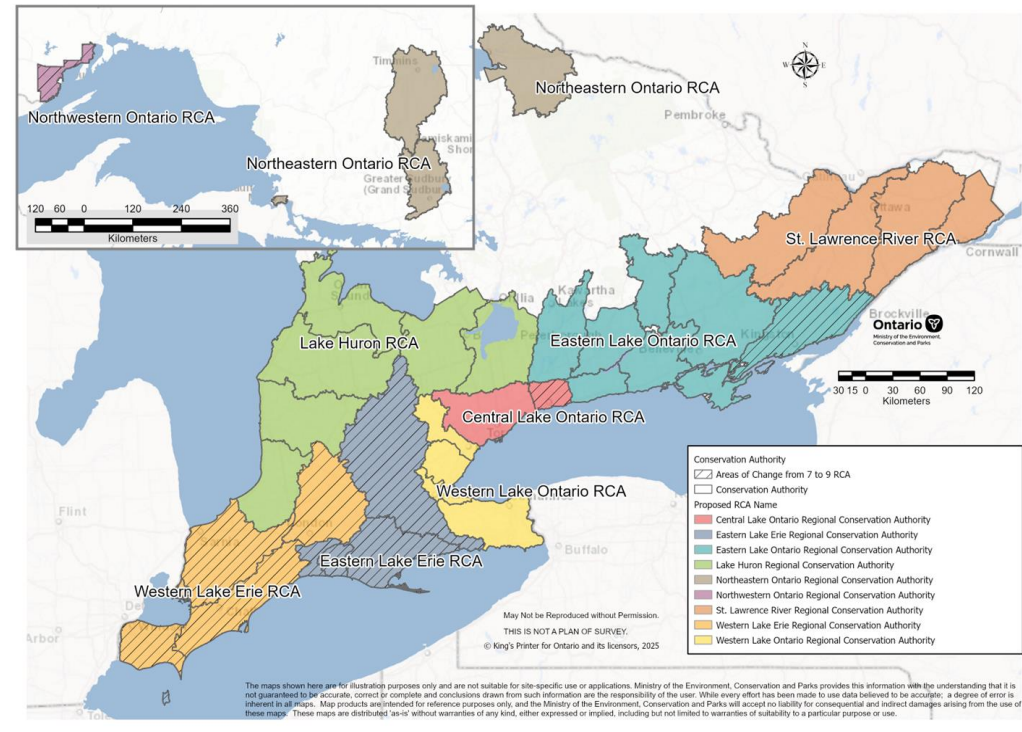 Timmins
Northwestern Ontario RCA
Northeastern Ontario RCA
Greater Sudbury
(Grand Sudbury)
120 60 0 120 240 360
Kilometers
Northeastern Ontario RCA
Pembroke
N
W E
S
Ottawa
St. Lawrence River RCA
Cornwall
Kawartha
Lakes
Brockville
Ontario
Ministry of the Environment,
Conservation and Parks
Lake Huron RCA
Eastern Lake Ontario RCA
Kingston
30 15 0 30 60 90 120
Kilometers
Central Lake Ontario RCA
Western Lake Ontario RCA
Flint
London
Sarnia
Buffalo
Eastern Lake Erie RCA
Western Lake Erie RCA
Arbor
Conservation Authority
Areas of Change from 7 to 9 RCA
Conservation Authority
Proposed RCA Name
Central Lake Ontario Regional Conservation Authority
Eastern Lake Erie Regional Conservation Authority
Eastern Lake Ontario Regional Conservation Authority
Lake Huron Regional Conservation Authority
Northeastern Ontario Regional Conservation Authority
Northwestern Ontario Regional Conservation Authority
St. Lawrence River Regional Conservation Authority
Western Lake Erie Regional Conservation Authority
Western Lake Ontario Regional Conservation Authority
May Not be Reproduced without Permission.
THIS IS NOT A PLAN OF SURVEY.
© King's Printer for Ontario and its licensors, 2025
The maps shown here are for illustration purposes only and are not suitable for site-specific use or applications. Ministry of the Environment, Conservation and Parks provides this information with the understanding that it is
not guaranteed to be accurate, correct or complete and conclusions drawn from such information are the responsibility of the user. While every effort has been made to use data believed to be accurate; a degree of error is
inherent in all maps. Map products are intended for reference purposes only, and the Ministry of the Environment, Conservation and Parks will accept no liability for consequential and indirect damages arising from the use of
these maps. These maps are distributed 'as-is' without warranties of any kind, either expressed or implied, including but not limited to warranties of suitability to a particular purpose or use.